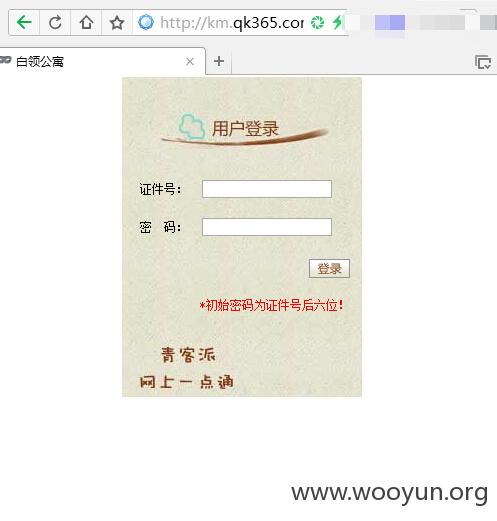 http://km.qk365.com
白领公寓
用户登录
证件号：
密 码：
登录
*初始密码为证件号后六位!
青客派
网上一点通
www.wooyun.org